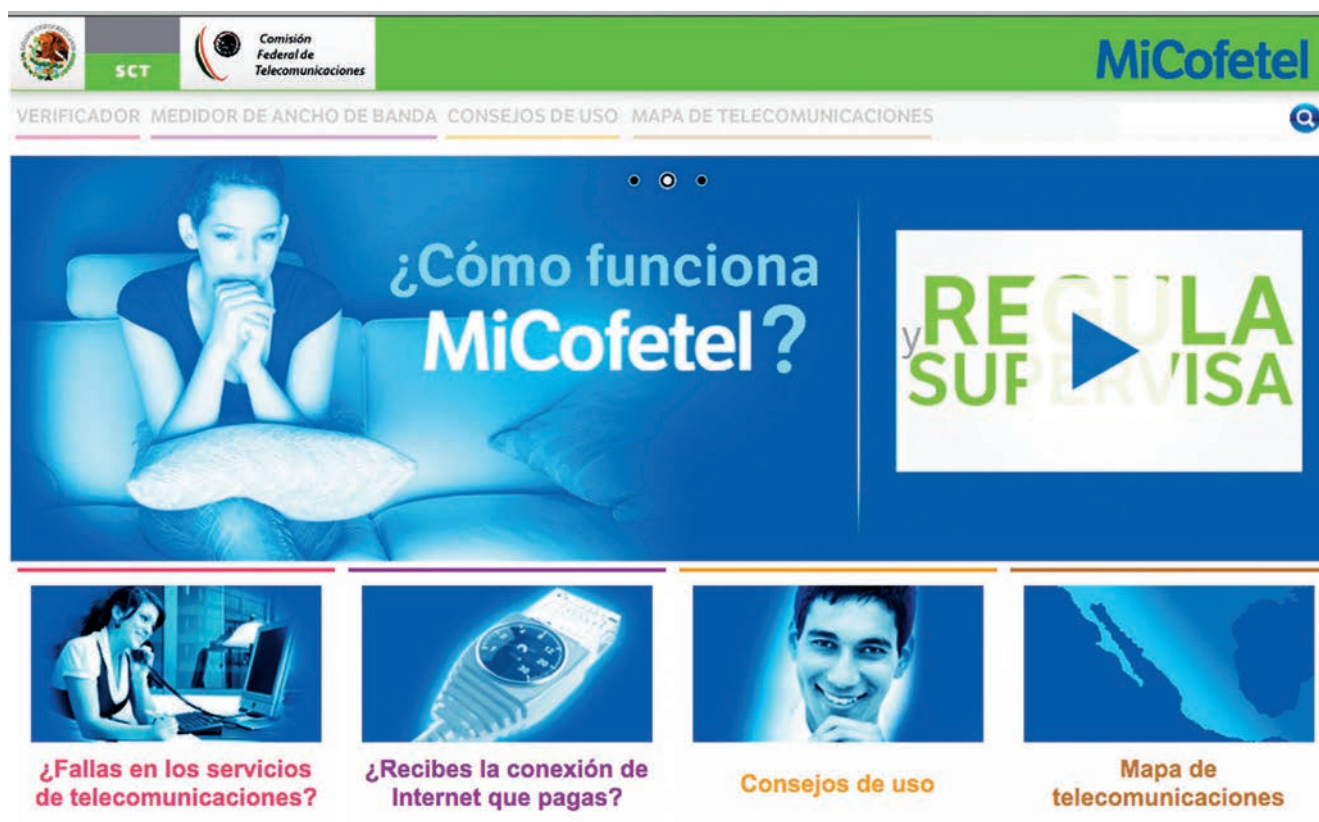 SCT
Comisión
Federal de
Telecomunicaciones
MiCofetel
VERIFICADOR MEDIDOR DE ANCHO DE BANDA CONSEJOS DE USO MAPA DE TELECOMUNICACIONES
¿Cómo funciona
MiCofetel?
REGULA
y SUPERVISA
¿Fallas en los servicios
de telecomunicaciones?
¿Recibes la conexión de
Internet que pagas?
Consejos de uso
Mapa de
telecomunicaciones